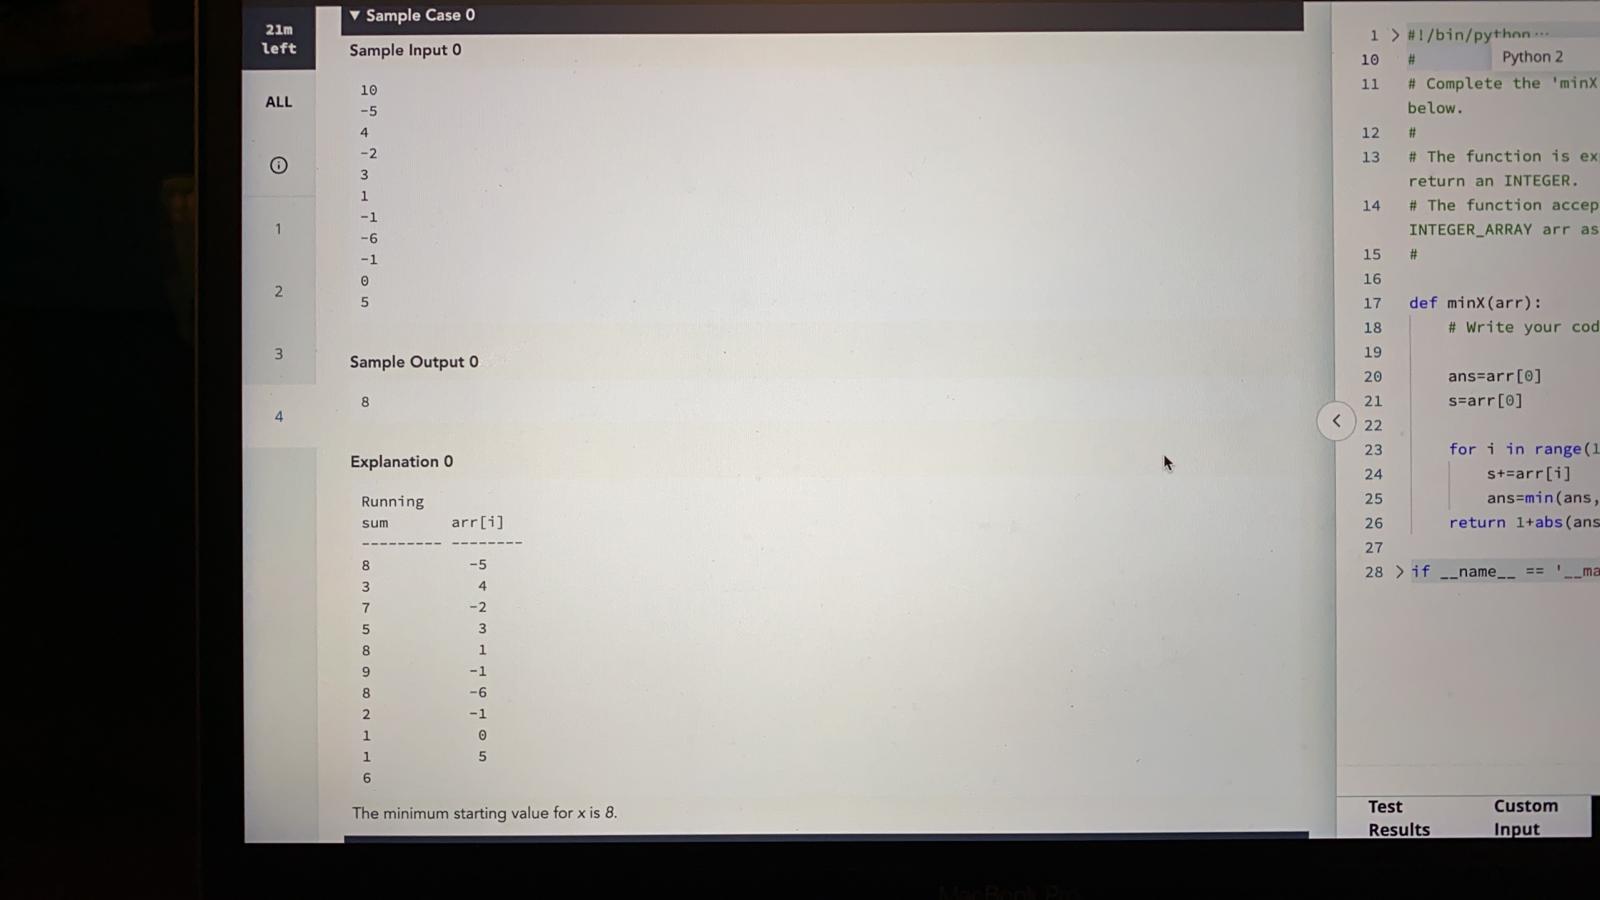 21m
left
ALL
1
2
3
4
▼ Sample Case 0
Sample Input 0
10
-5
4
-2
3
1
-1
-6
-1
0
5
Sample Output 0
8
Explanation 0
Running
sum arr[i]
--------- --------
8 -5
3 4
7 -2
5 3
8 1
9 -1
8 -6
2 -1
1 0
1 5
6
The minimum starting value for x is 8.
1 > #!/bin/python ...
Python 2
10 #
11 # Complete the 'minX
below.
12 #
13 # The function is ex
return an INTEGER.
14 # The function accep
INTEGER_ARRAY arr as
15 #
16
17 def minX(arr):
18 # Write your cod
19
20 ans=arr[0]
21 s=arr[0]
22
23 for i in range(1
24 s+=arr[i]
25 ans=min(ans,
26 return 1+abs(ans
27
28 > if __name__ == '__ma
Test
Results
Custom
Input
MacBook Pro